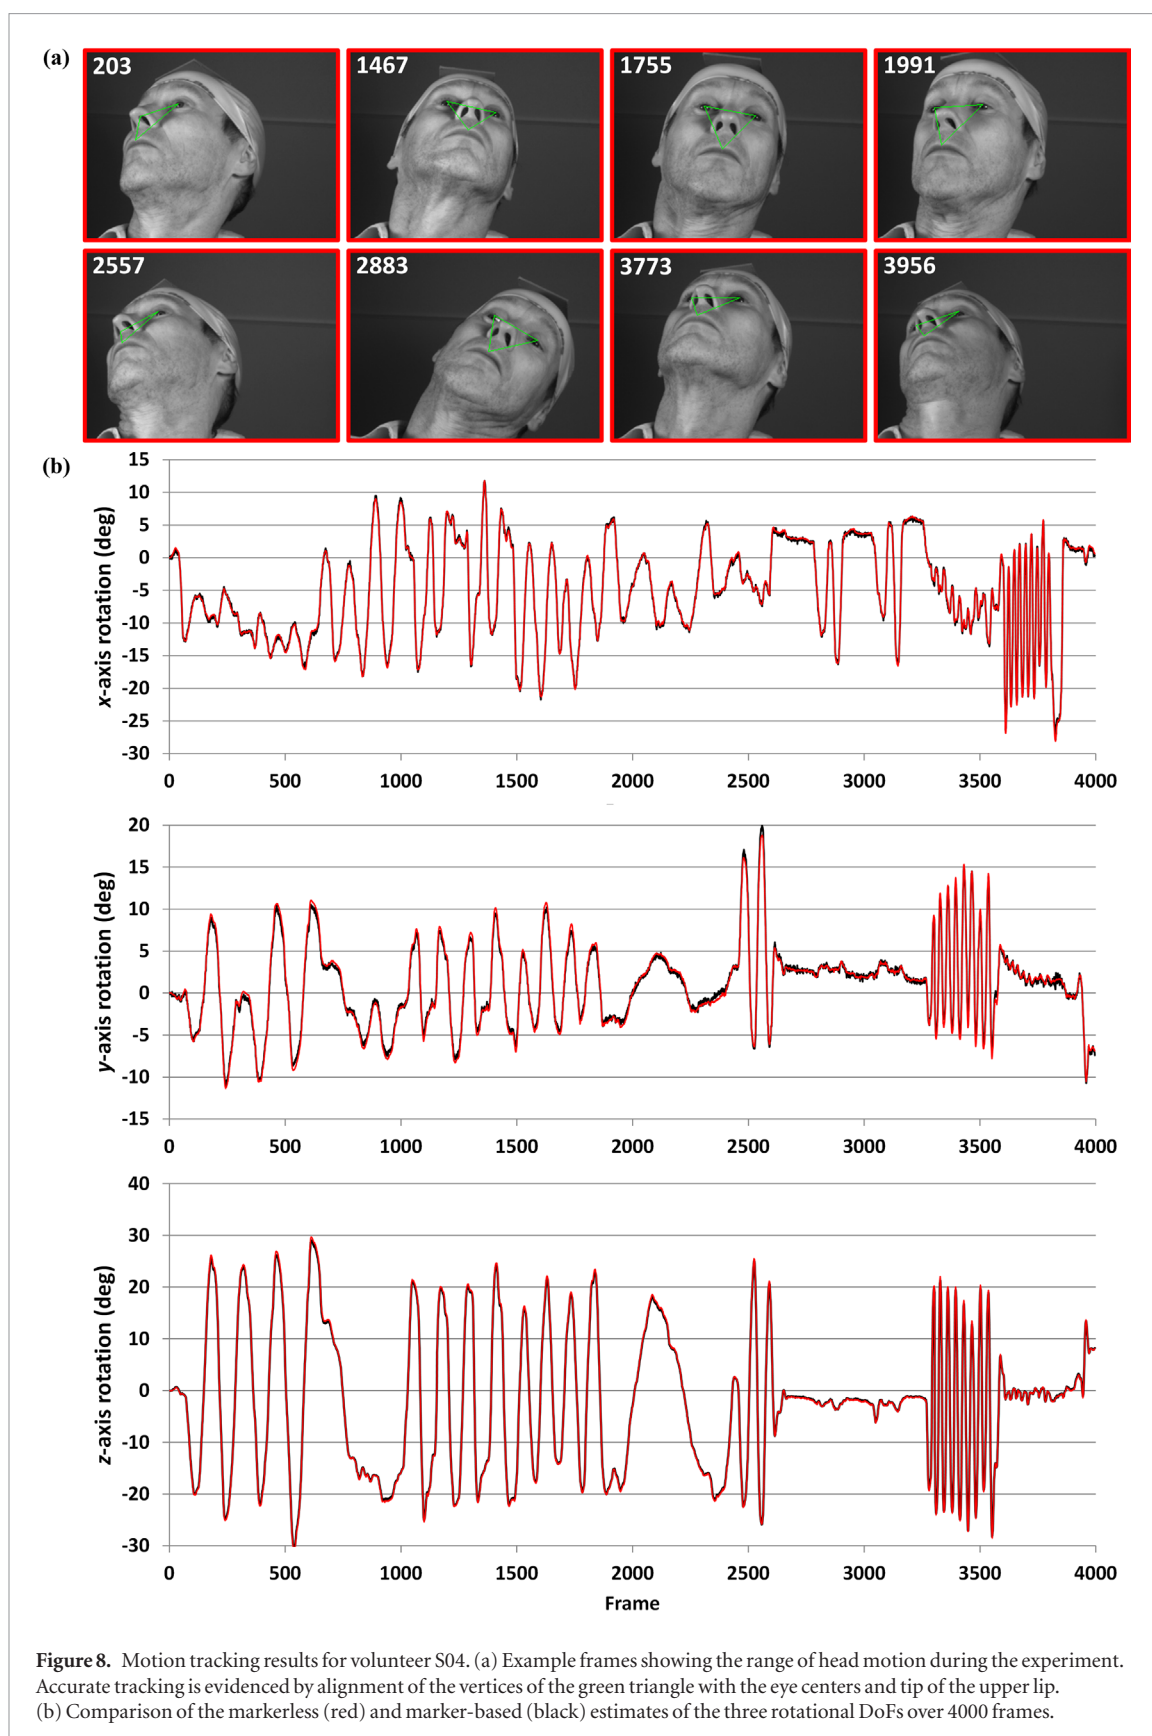 (a)
203
1467
1755
1991
2557
2883
3773
3956
(b)
15
10
5
0
-5
-10
-15
-20
-25
-30
x-axis rotation (deg)
0 500 1000 1500 2000 2500 3000 3500 4000
20
15
10
5
0
-5
-10
-15
y-axis rotation (deg)
0 500 1000 1500 2000 2500 3000 3500 4000
40
30
20
10
0
-10
-20
-30
z-axis rotation (deg)
0 500 1000 1500 2000 2500 3000 3500 4000
Frame
Figure 8. Motion tracking results for volunteer S04. (a) Example frames showing the range of head motion during the experiment.
Accurate tracking is evidenced by alignment of the vertices of the green triangle with the eye centers and tip of the upper lip.
(b) Comparison of the markerless (red) and marker-based (black) estimates of the three rotational DoFs over 4000 frames.